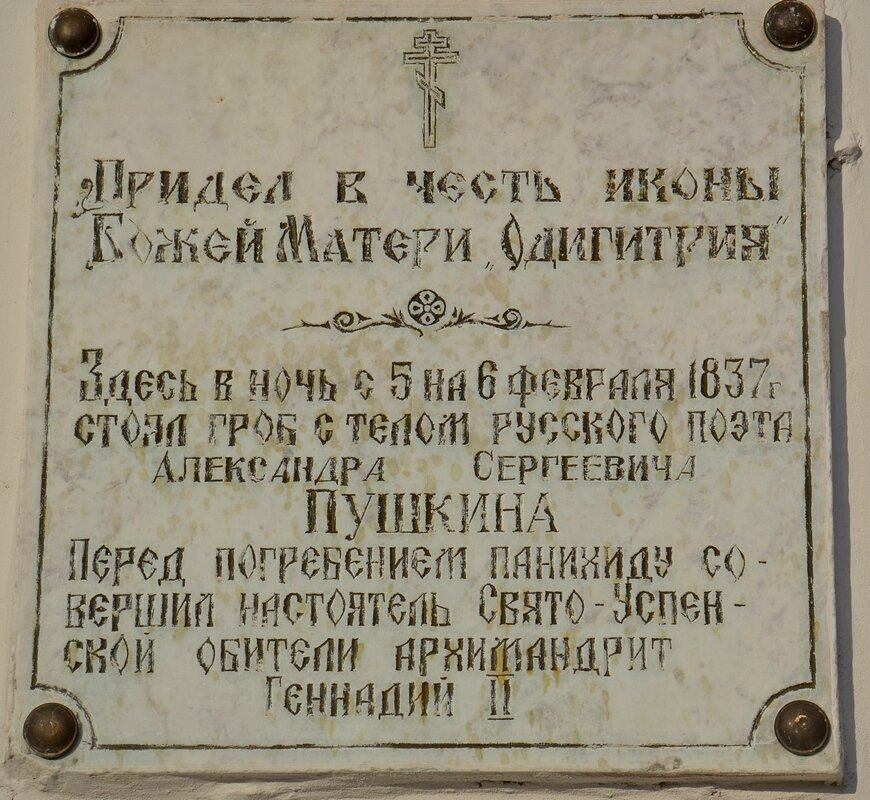 Придел в честь иконы
Божей Матери „Одигитрия“
Здесь в ночь с 5 на 6 февраля 1837г
стоял гроб с телом русского поэта
Александра Сергеевича
Пушкина
Перед погребением панихиду со-
вершил настоятель Свято-Успен-
ской обители архимандрит
Геннадий II